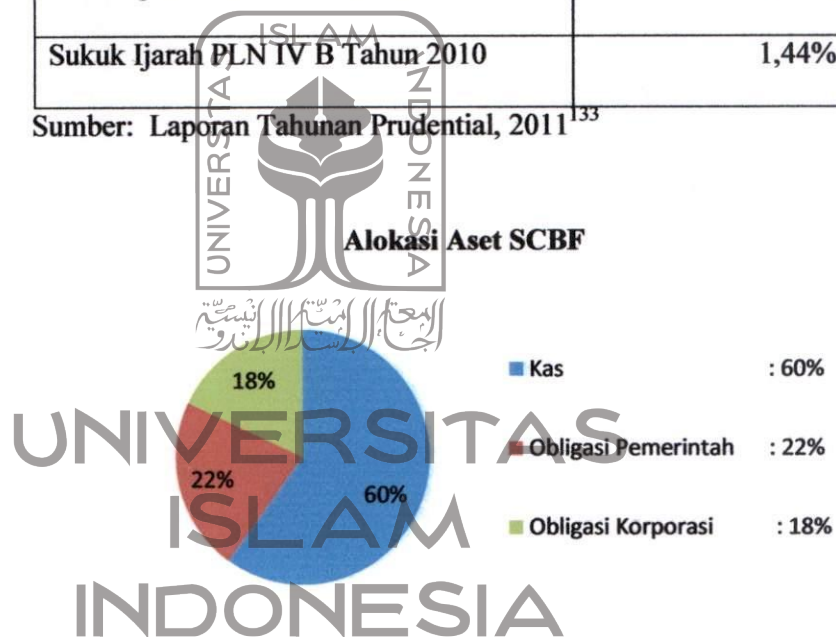 Sukuk Ijarah PLN IV B Tahun 2010 1,44%
Sumber: Laporan Tahunan Prudential, 2011133
Alokasi Aset SCBF
ISLAM
UNIVERSITAS
INDONESIA
18%
22%
60%
Kas : 60%
Obligasi Pemerintah : 22%
Obligasi Korporasi : 18%
UNIVERSITAS
ISLAM
INDONESIA